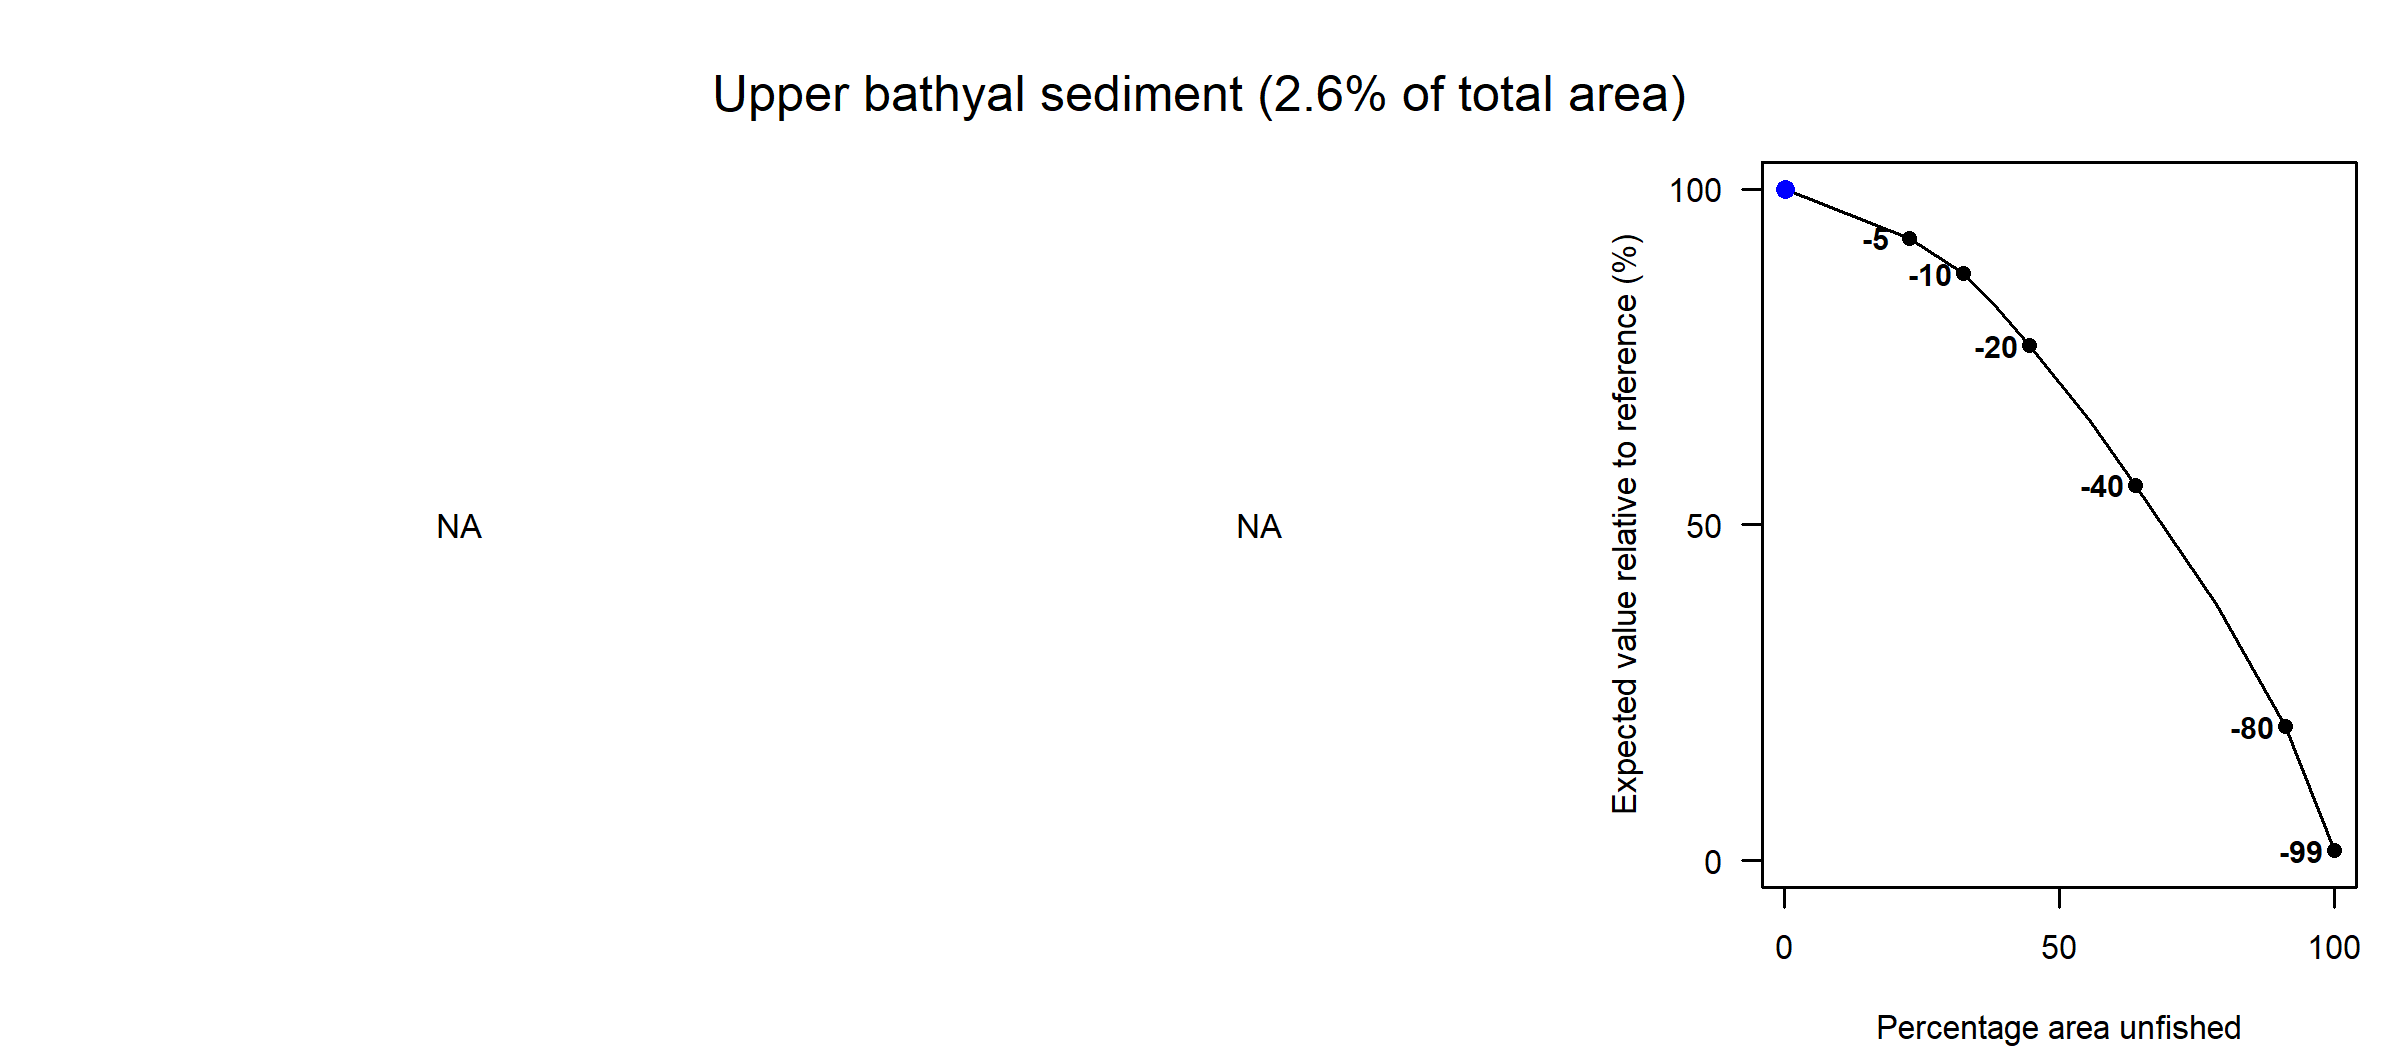 Upper bathyal sediment (2.6% of total area)
NA
NA
Expected value relative to reference (%)
100
50
0
-5
-10
-20
-40
-80
-99
0
50
100
Percentage area unfished